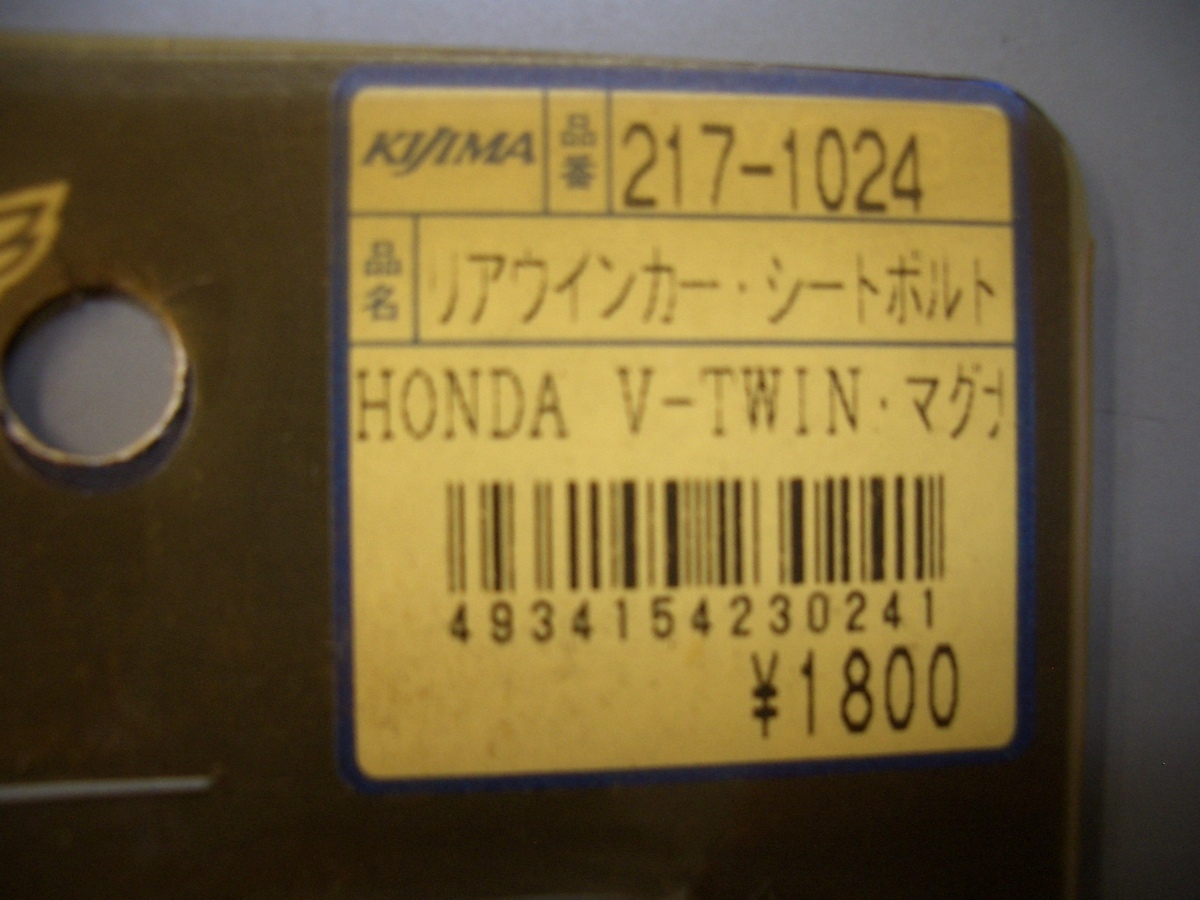 KIJIMA 品番 217-1024
品名 リアウインカー・シートボルト
HONDA V-TWIN・マグナ
4934154230241
¥1800